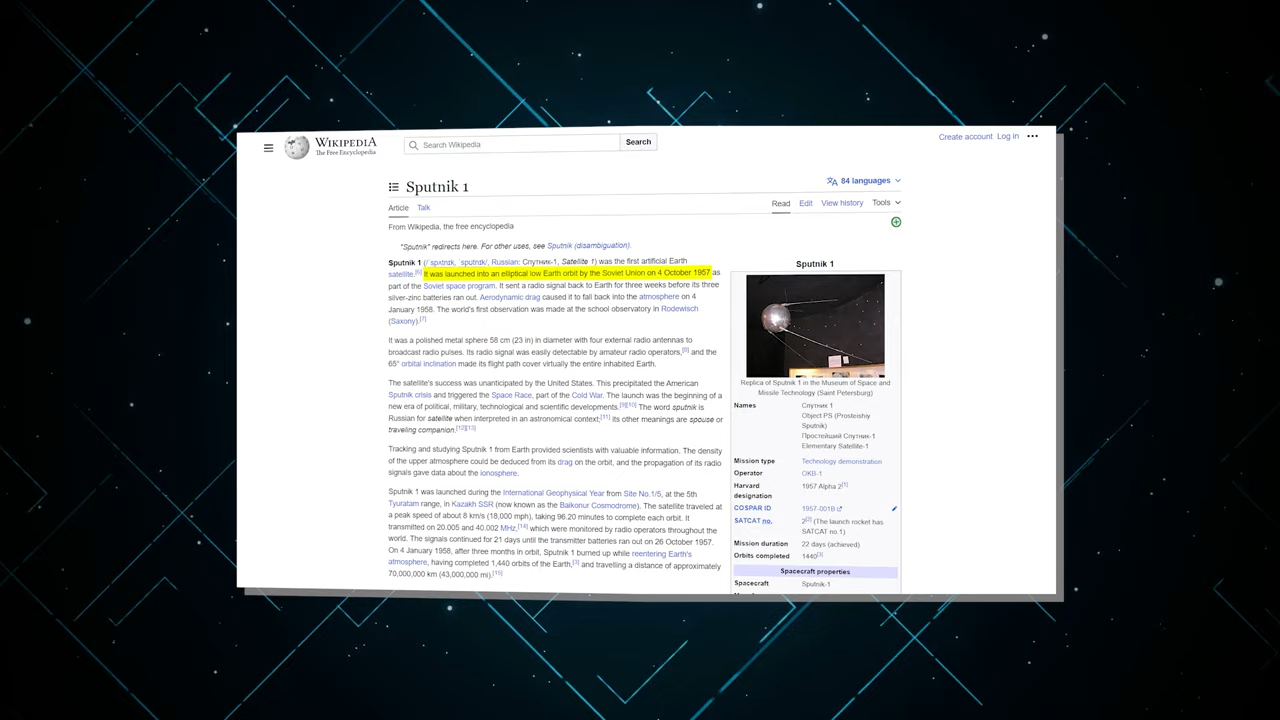 WIKIPEDIA
The Free Encyclopedia
Search Wikipedia
Search
Create account Log in
Sputnik 1
84 languages
Article Talk
Read Edit View history Tools
From Wikipedia, the free encyclopedia
"Sputnik" redirects here. For other uses, see Sputnik (disambiguation).
Sputnik 1 (/ˈspʌtnɪk, ˈspʊtnɪk/, Russian: Спутник-1, Satellite 1) was the first artificial Earth
satellite.[6] It was launched into an elliptical low Earth orbit by the Soviet Union on 4 October 1957 as
part of the Soviet space program. It sent a radio signal back to Earth for three weeks before its three
silver-zinc batteries ran out. Aerodynamic drag caused it to fall back into the atmosphere on 4
January 1958. The world's first observation was made at the school observatory in Rodewisch
(Saxony).[7]
It was a polished metal sphere 58 cm (23 in) in diameter with four external radio antennas to
broadcast radio pulses. Its radio signal was easily detectable by amateur radio operators,[8] and the
65° orbital inclination made its flight path cover virtually the entire inhabited Earth.
The satellite's success was unanticipated by the United States. This precipitated the American
Sputnik crisis and triggered the Space Race, part of the Cold War. The launch was the beginning of a
new era of political, military, technological and scientific developments.[9][10] The word sputnik is
Russian for satellite when interpreted in an astronomical context;[11] its other meanings are spouse or
traveling companion.[12][13]
Tracking and studying Sputnik 1 from Earth provided scientists with valuable information. The density
of the upper atmosphere could be deduced from its drag on the orbit, and the propagation of its radio
signals gave data about the ionosphere.
Sputnik 1 was launched during the International Geophysical Year from Site No.1/5, at the 5th
Tyuratam range, in Kazakh SSR (now known as the Baikonur Cosmodrome). The satellite traveled at
a peak speed of about 8 km/s (18,000 mph), taking 96.20 minutes to complete each orbit. It
transmitted on 20.005 and 40.002 MHz,[14] which were monitored by radio operators throughout the
world. The signals continued for 21 days until the transmitter batteries ran out on 26 October 1957.
On 4 January 1958, after three months in orbit, Sputnik 1 burned up while reentering Earth's
atmosphere, having completed 1,440 orbits of the Earth,[3] and travelling a distance of approximately
70,000,000 km (43,000,000 mi).[15]
Sputnik 1
Replica of Sputnik 1 in the Museum of Space and
Missile Technology (Saint Petersburg)
Names Спутник 1
Object PS (Prosteishiy
Sputnik)
Простейший Спутник-1
Elementary Satellite-1
Mission type Technology demonstration
Operator OKB-1
Harvard
designation 1957 Alpha 2[1]
COSPAR ID 1957-001B
SATCAT no. 2[2] (The launch rocket has
SATCAT no.1)
Mission duration 22 days (achieved)
Orbits completed 1440[3]
Spacecraft properties
Spacecraft Sputnik-1